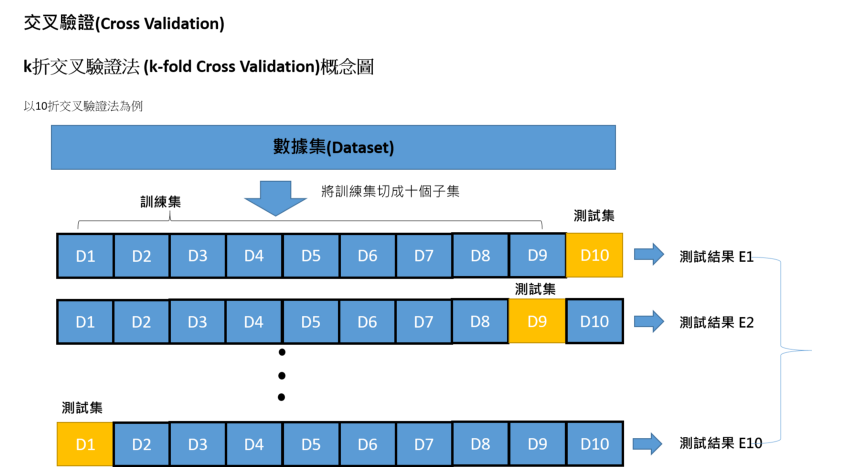 交叉驗證(Cross Validation)
k折交叉驗證法 (k-fold Cross Validation)概念圖
以10折交叉驗證法為例
數據集(Dataset)
將訓練集切成十個子集
訓練集
測試集
D1 D2 D3 D4 D5 D6 D7 D8 D9 D10 測試結果 E1
測試集
D1 D2 D3 D4 D5 D6 D7 D8 D9 D10 測試結果 E2
測試集
D1 D2 D3 D4 D5 D6 D7 D8 D9 D10 測試結果 E10